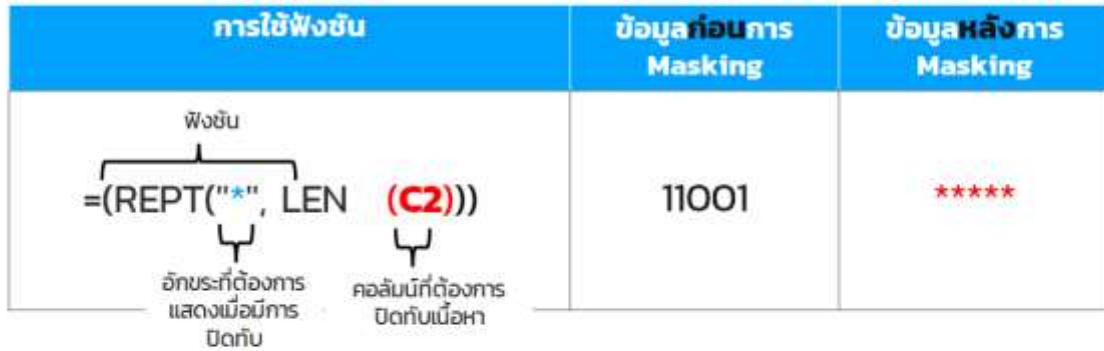 การใช้ฟังชัน
ข้อมูลก่อนการ
Masking
ข้อมูลหลังการ
Masking
ฟังชัน
=(REPT("*", LEN (C2)))
อักขระที่ต้องการ
แสดงเมื่อมีการ
ปิดทับ
คอลัมน์ที่ต้องการ
ปิดทับเนื้อหา
11001
*****